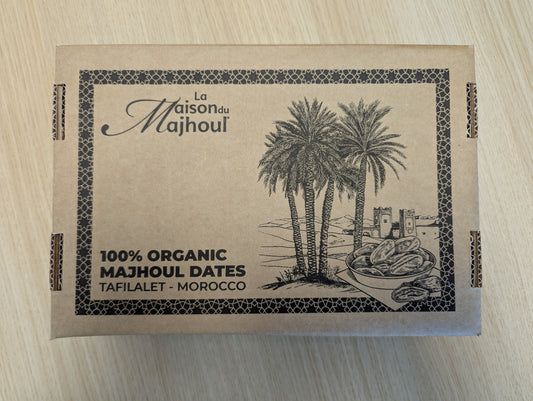 La
Maison du
Majhoul
100% ORGANIC
MAJHOUL DATES
TAFILALET - MOROCCO